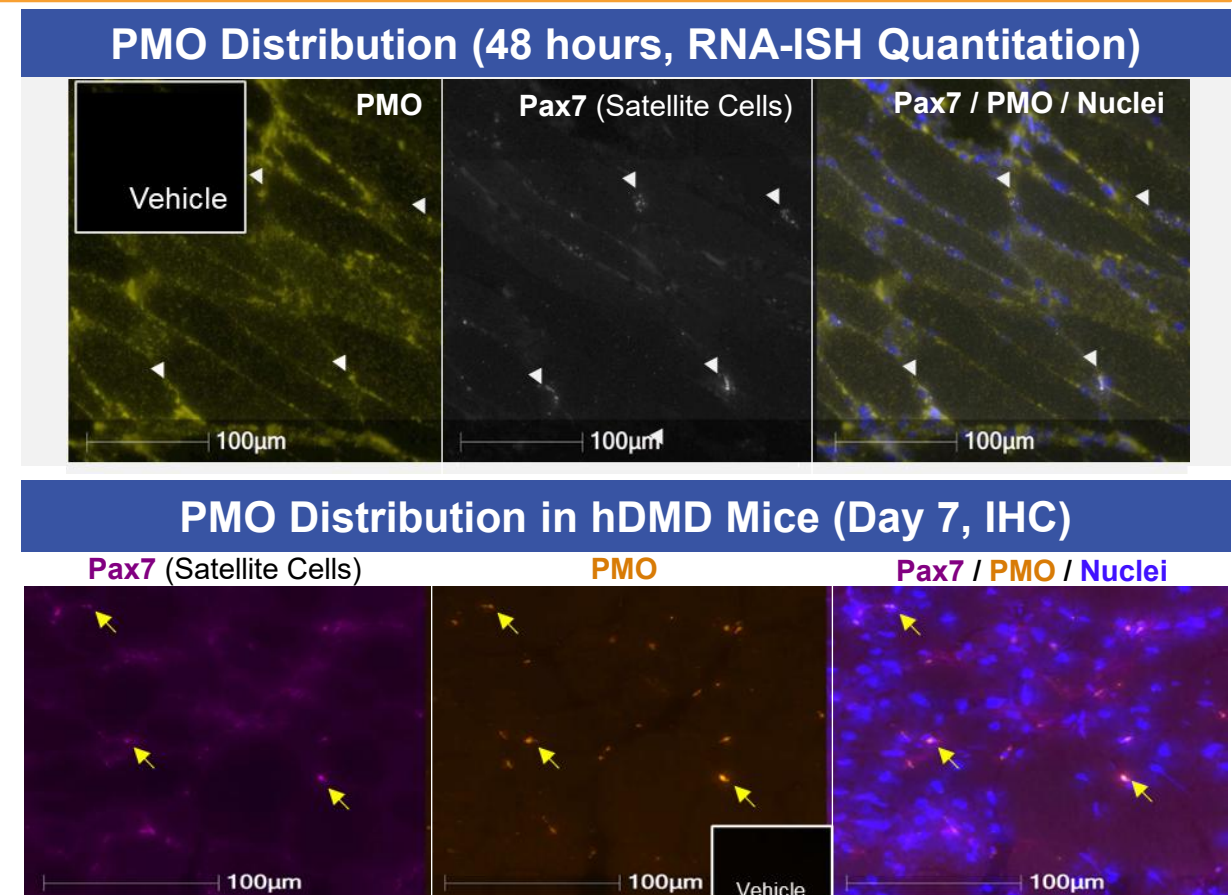 PMO Distribution (48 hours, RNA-ISH Quantitation)
PMO
Pax7 (Satellite Cells)
Pax7 / PMO / Nuclei
Vehicle
100µm
100µm
100µm
PMO Distribution in hDMD Mice (Day 7, IHC)
Pax7 (Satellite Cells)
PMO
Pax7 / PMO / Nuclei
100µm
100µm
Vehicle
100µm